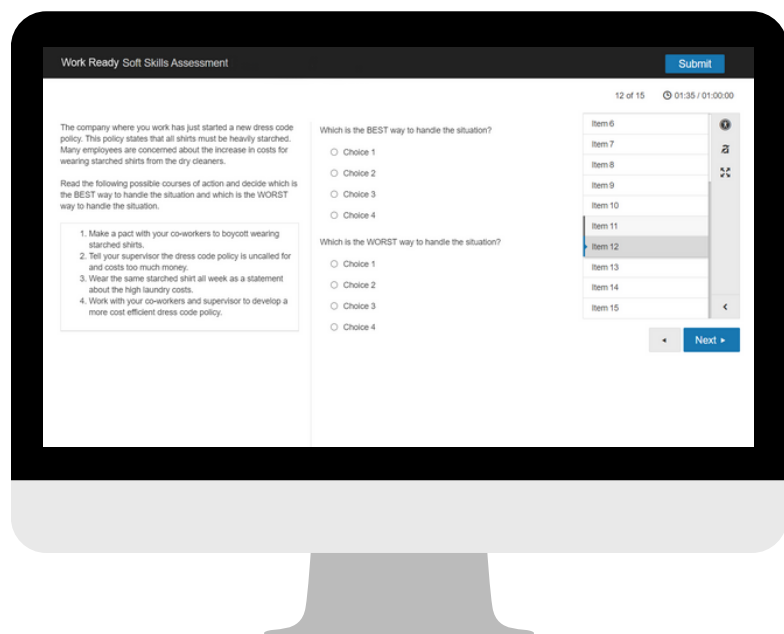 Work Ready Soft Skills Assessment
Submit
12 of 15
01:35 / 01:00:00
The company where you work has just started a new dress code
policy. This policy states that all shirts must be heavily starched.
Many employees are concerned about the increase in costs for
wearing starched shirts from the dry cleaners.
Read the following possible courses of action and decide which is
the BEST way to handle the situation and which is the WORST
way to handle the situation.
1. Make a pact with your co-workers to boycott wearing
starched shirts.
2. Tell your supervisor the dress code policy is uncalled for
and costs too much money.
3. Wear the same starched shirt all week as a statement
about the high laundry costs.
4. Work with your co-workers and supervisor to develop a
more cost efficient dress code policy.
Which is the BEST way to handle the situation?
Choice 1
Choice 2
Choice 3
Choice 4
Which is the WORST way to handle the situation?
Choice 1
Choice 2
Choice 3
Choice 4
Item 6
Item 7
Item 8
Item 9
Item 10
Item 11
Item 12
Item 13
Item 14
Item 15
Next